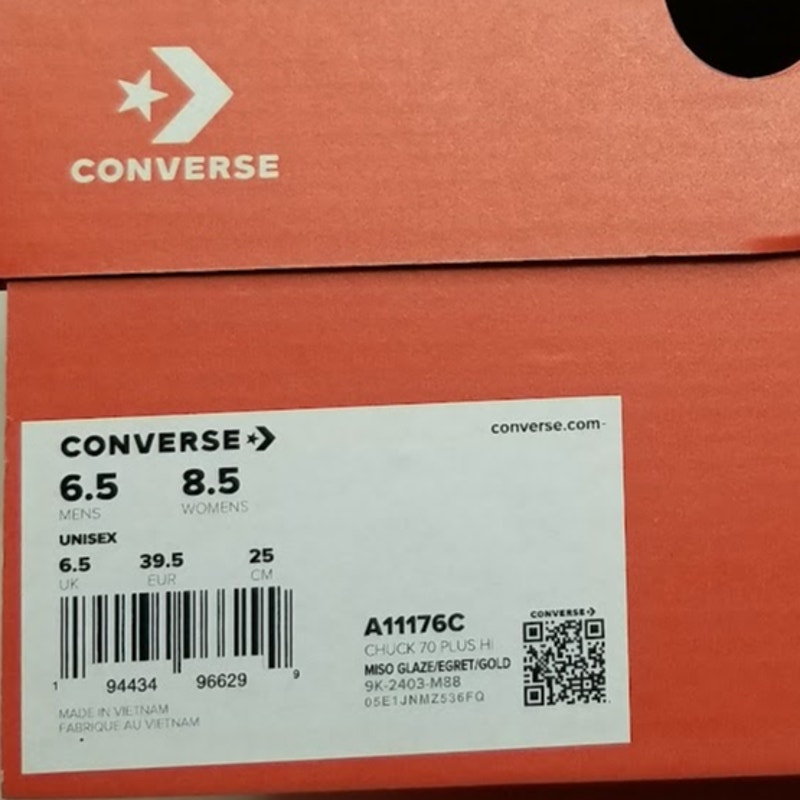 CONVERSE
CONVERSE
converse.com
6.5 8.5
MENS WOMENS
UNISEX
6.5 39.5 25
UK EUR CM
1 94434 96629 9
MADE IN VIETNAM
FABRIQUE AU VIETNAM
A11176C
CHUCK 70 PLUS HI
MISO GLAZE/EGRET/GOLD
9K-2403-M88
05E1JNMZ536FQ
CONVERSE